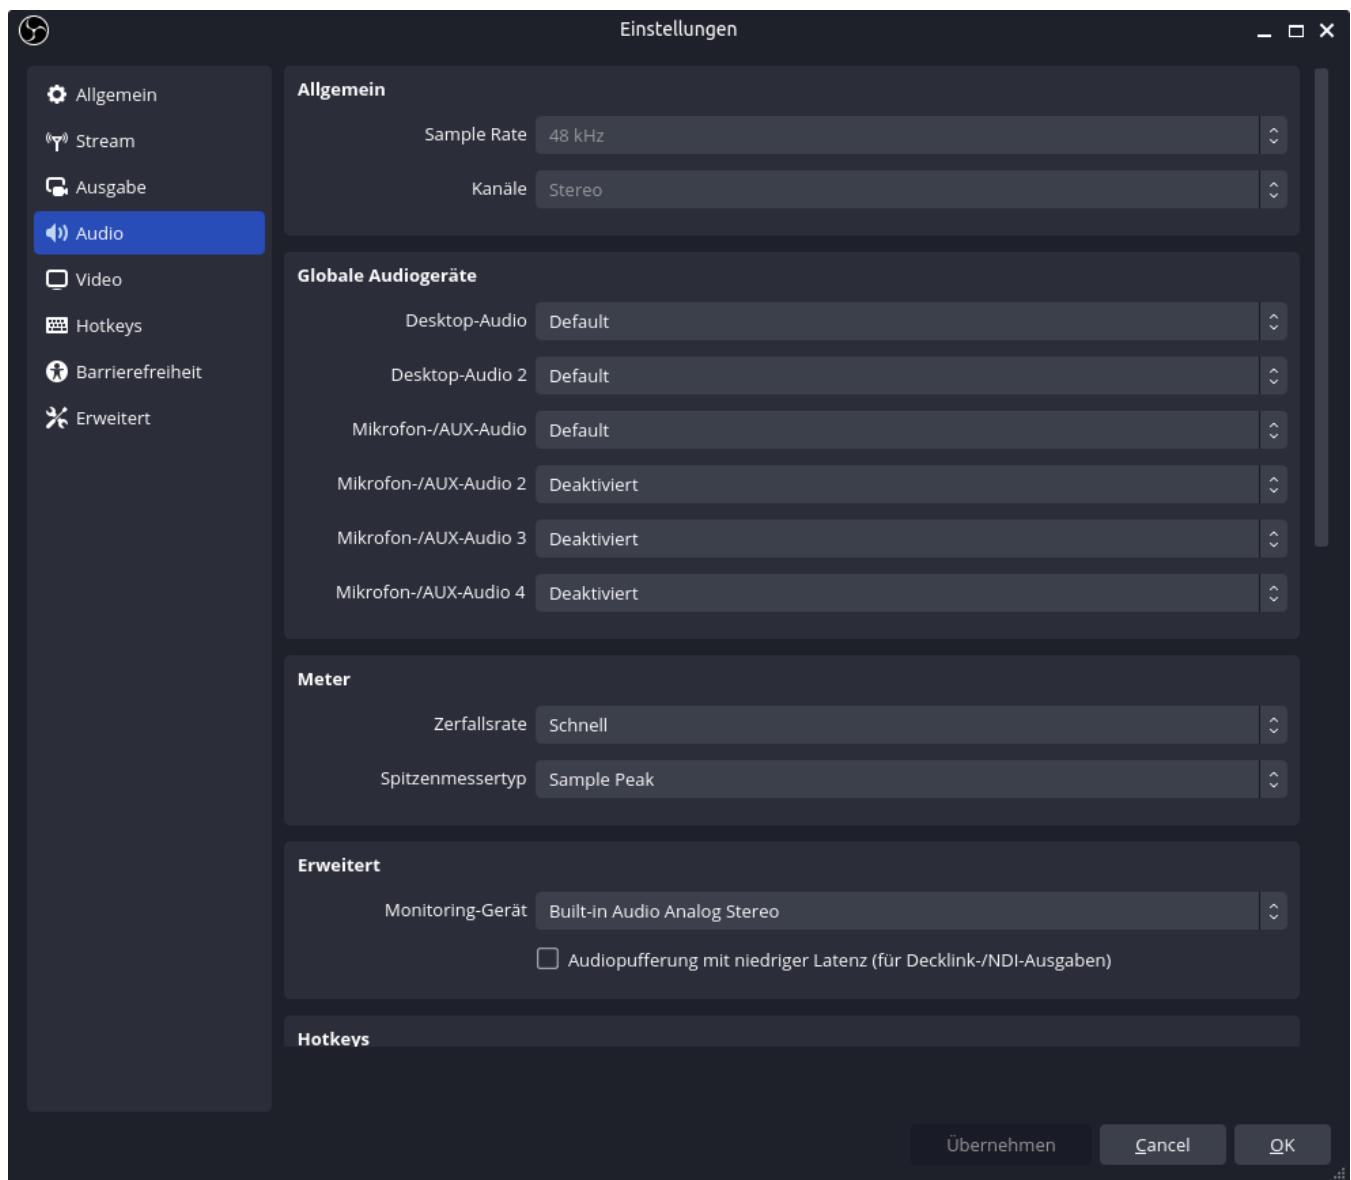 Einstellungen
Allgemein
Stream
Ausgabe
Audio
Video
Hotkeys
Barrierefreiheit
Erweitert
Allgemein
Sample Rate 48 kHz
Kanäle Stereo
Globale Audiogeräte
Desktop-Audio Default
Desktop-Audio 2 Default
Mikrofon-/AUX-Audio Default
Mikrofon-/AUX-Audio 2 Deaktiviert
Mikrofon-/AUX-Audio 3 Deaktiviert
Mikrofon-/AUX-Audio 4 Deaktiviert
Meter
Zerfallsrate Schnell
Spitzenmessertyp Sample Peak
Erweitert
Monitoring-Gerät Built-in Audio Analog Stereo
Audiopufferung mit niedriger Latenz (für Decklink-/NDI-Ausgaben)
Hotkeys
Übernehmen Cancel OK